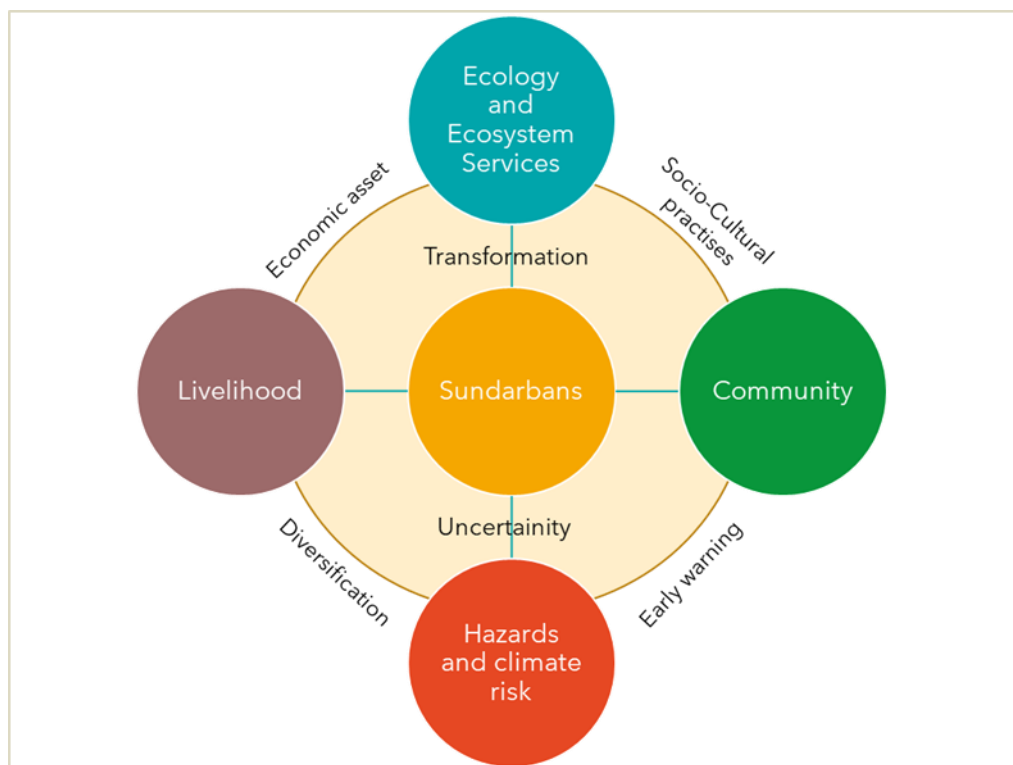 Ecology
and
Ecosystem
Services
Economic asset
Socio-Cultural
practises
Transformation
Livelihood
Sundarbans
Community
Uncertainity
Diversification
Early warning
Hazards
and climate
risk